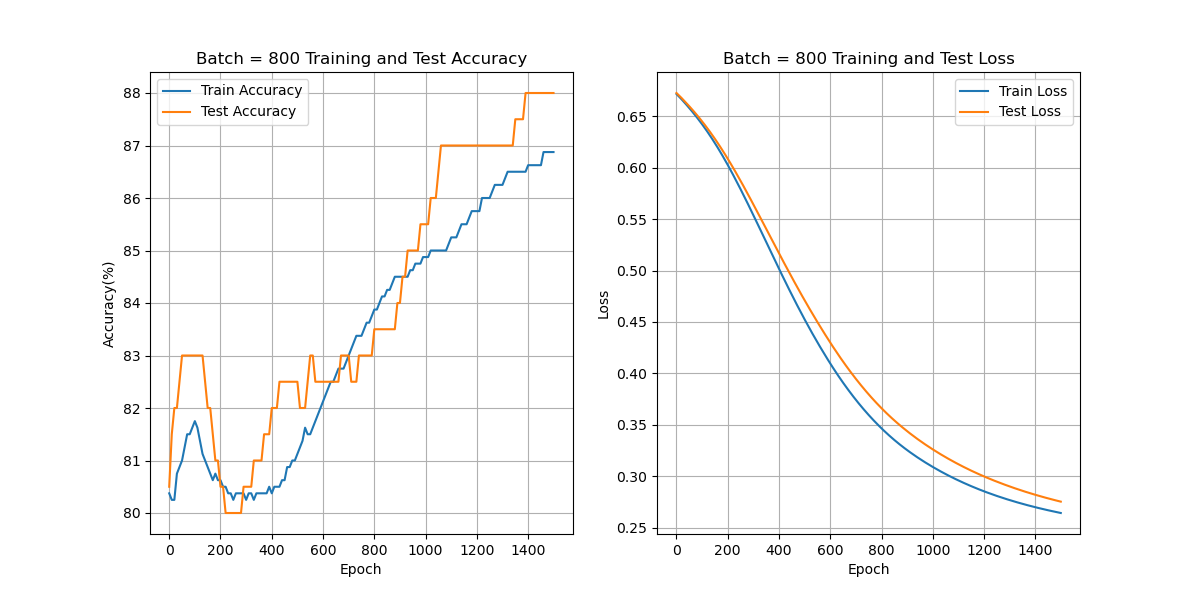 Batch = 800 Training and Test Accuracy
Train Accuracy
Test Accuracy
88
87
86
85
84
83
82
81
80
Accuracy(%)
0 200 400 600 800 1000 1200 1400
Epoch
Batch = 800 Training and Test Loss
Train Loss
Test Loss
0.65
0.60
0.55
0.50
0.45
0.40
0.35
0.30
0.25
Loss
0 200 400 600 800 1000 1200 1400
Epoch